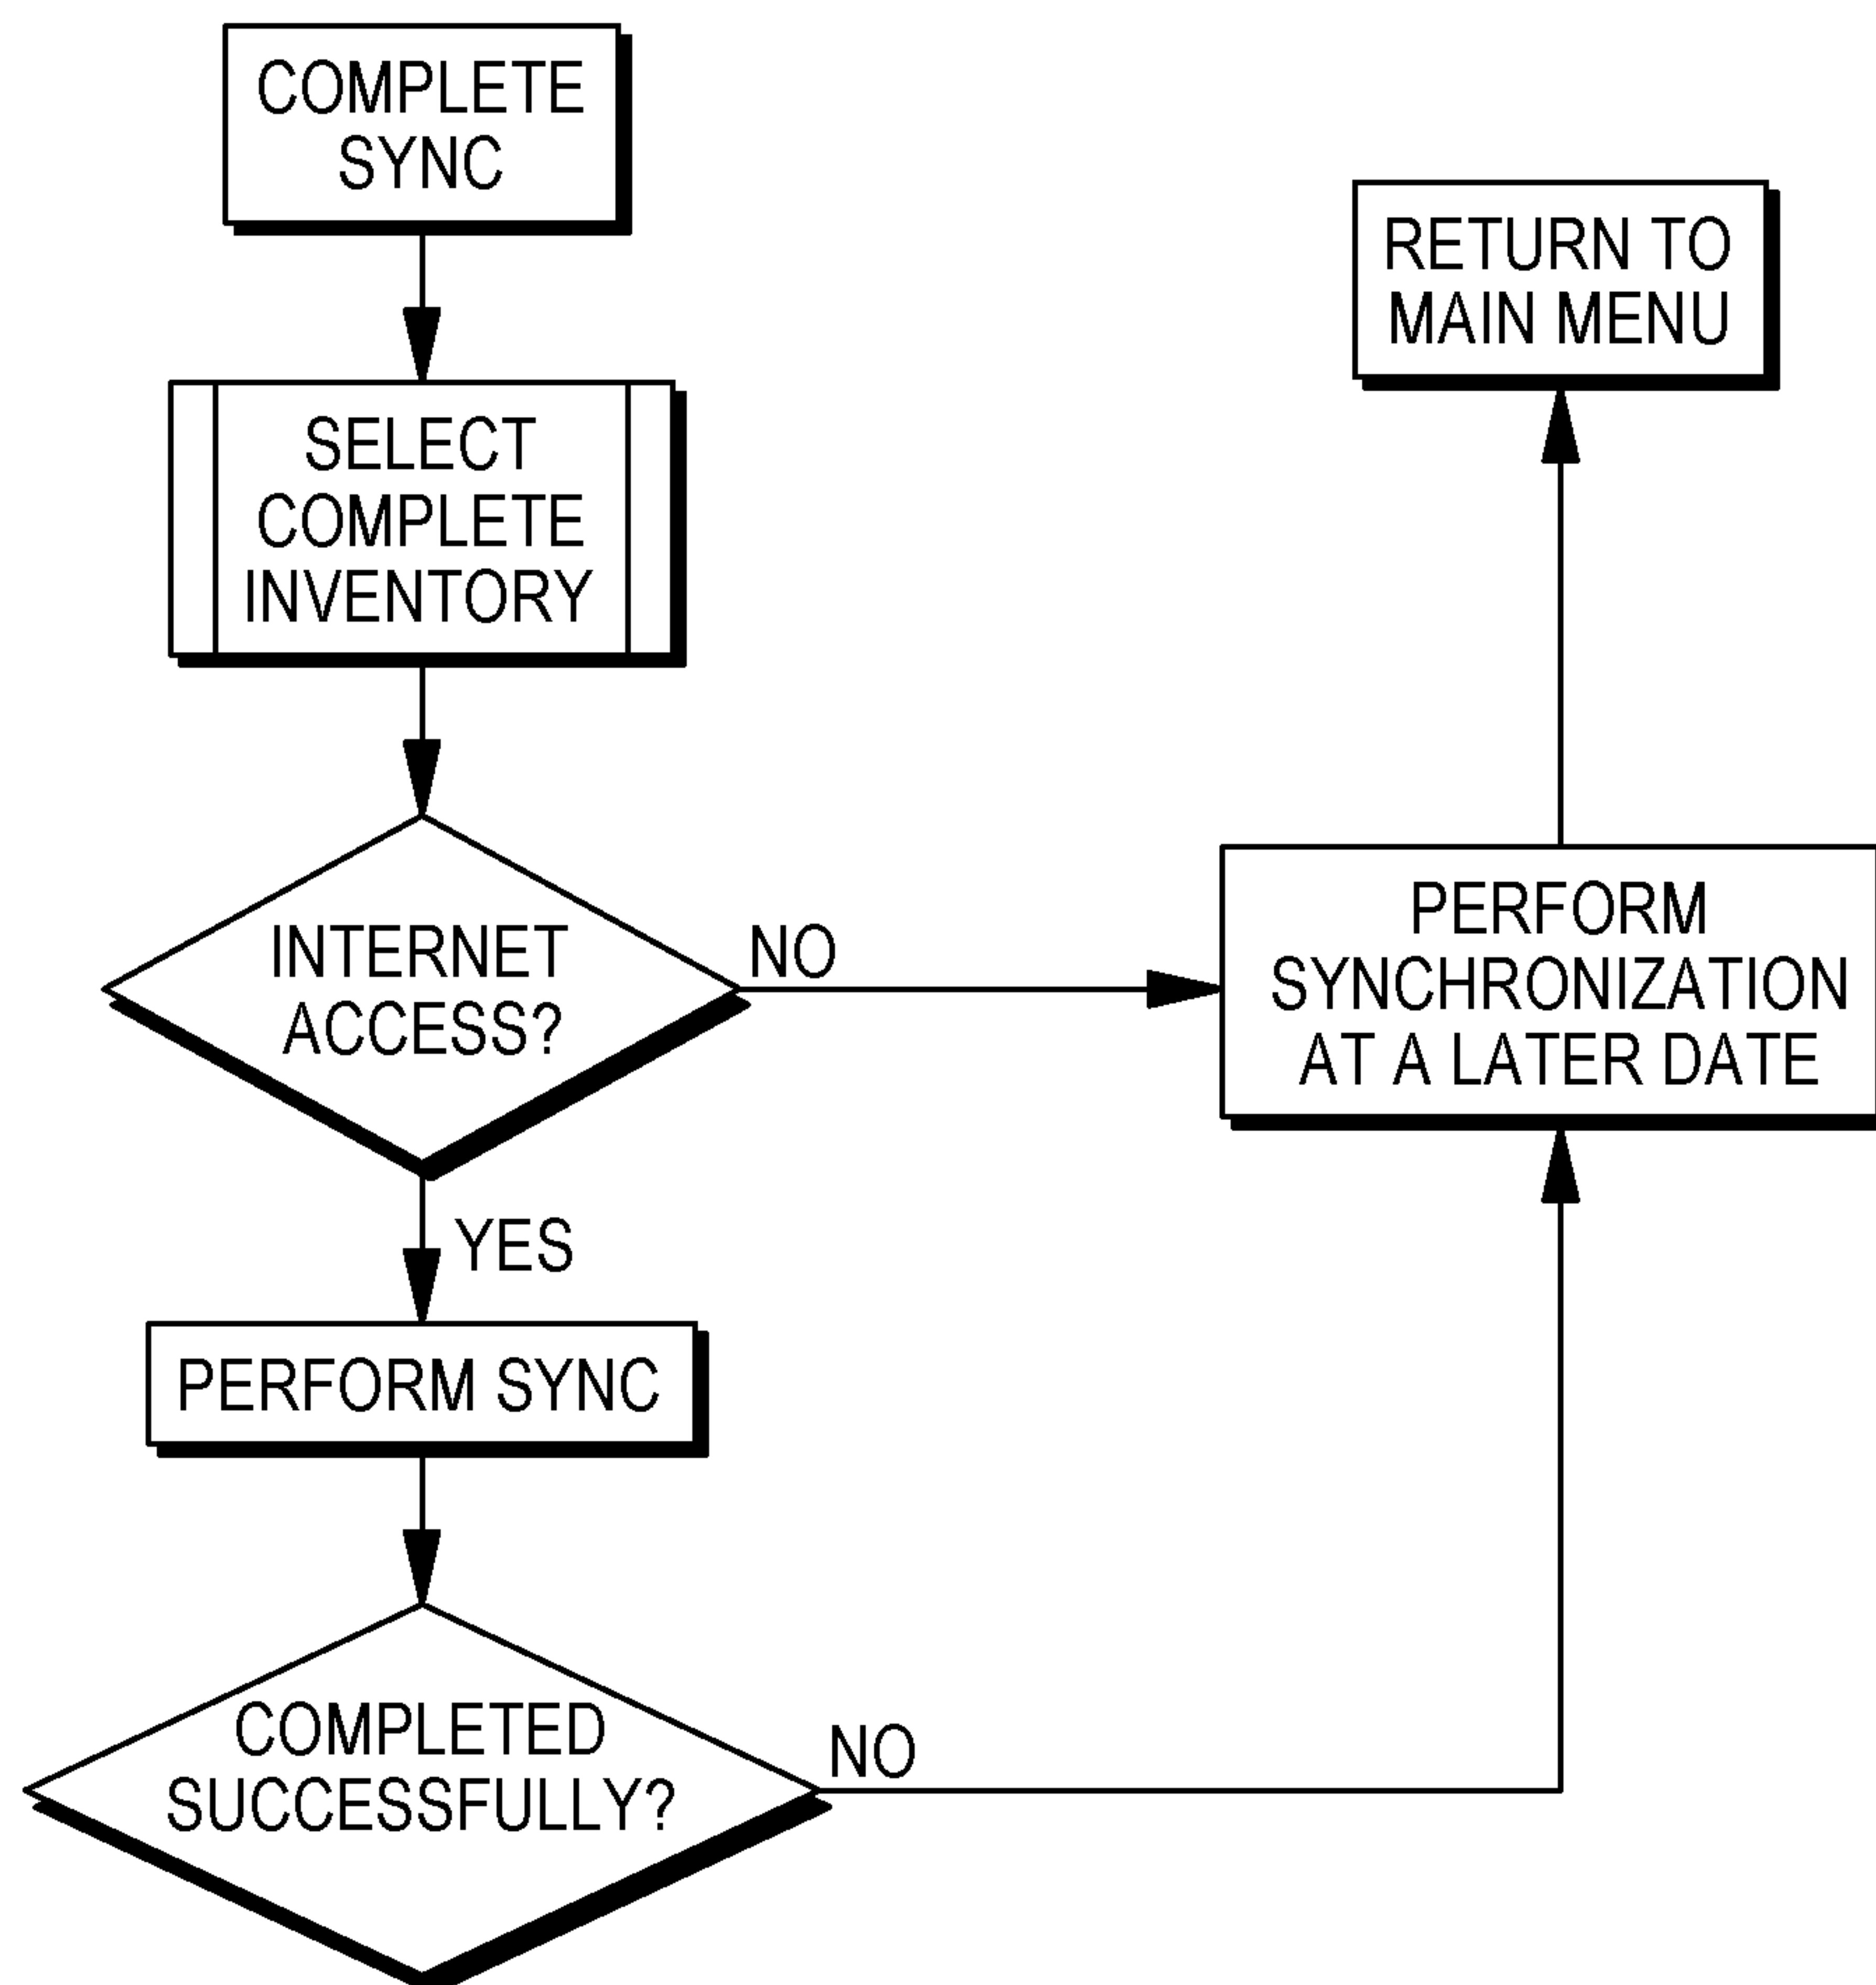 COMPLETE
SYNC
RETURN TO
MAIN MENU
SELECT
COMPLETE
INVENTORY
INTERNET
ACCESS?
NO
PERFORM
SYNCHRONIZATION
AT A LATER DATE
YES
PERFORM SYNC
COMPLETED
SUCCESSFULLY?
NO